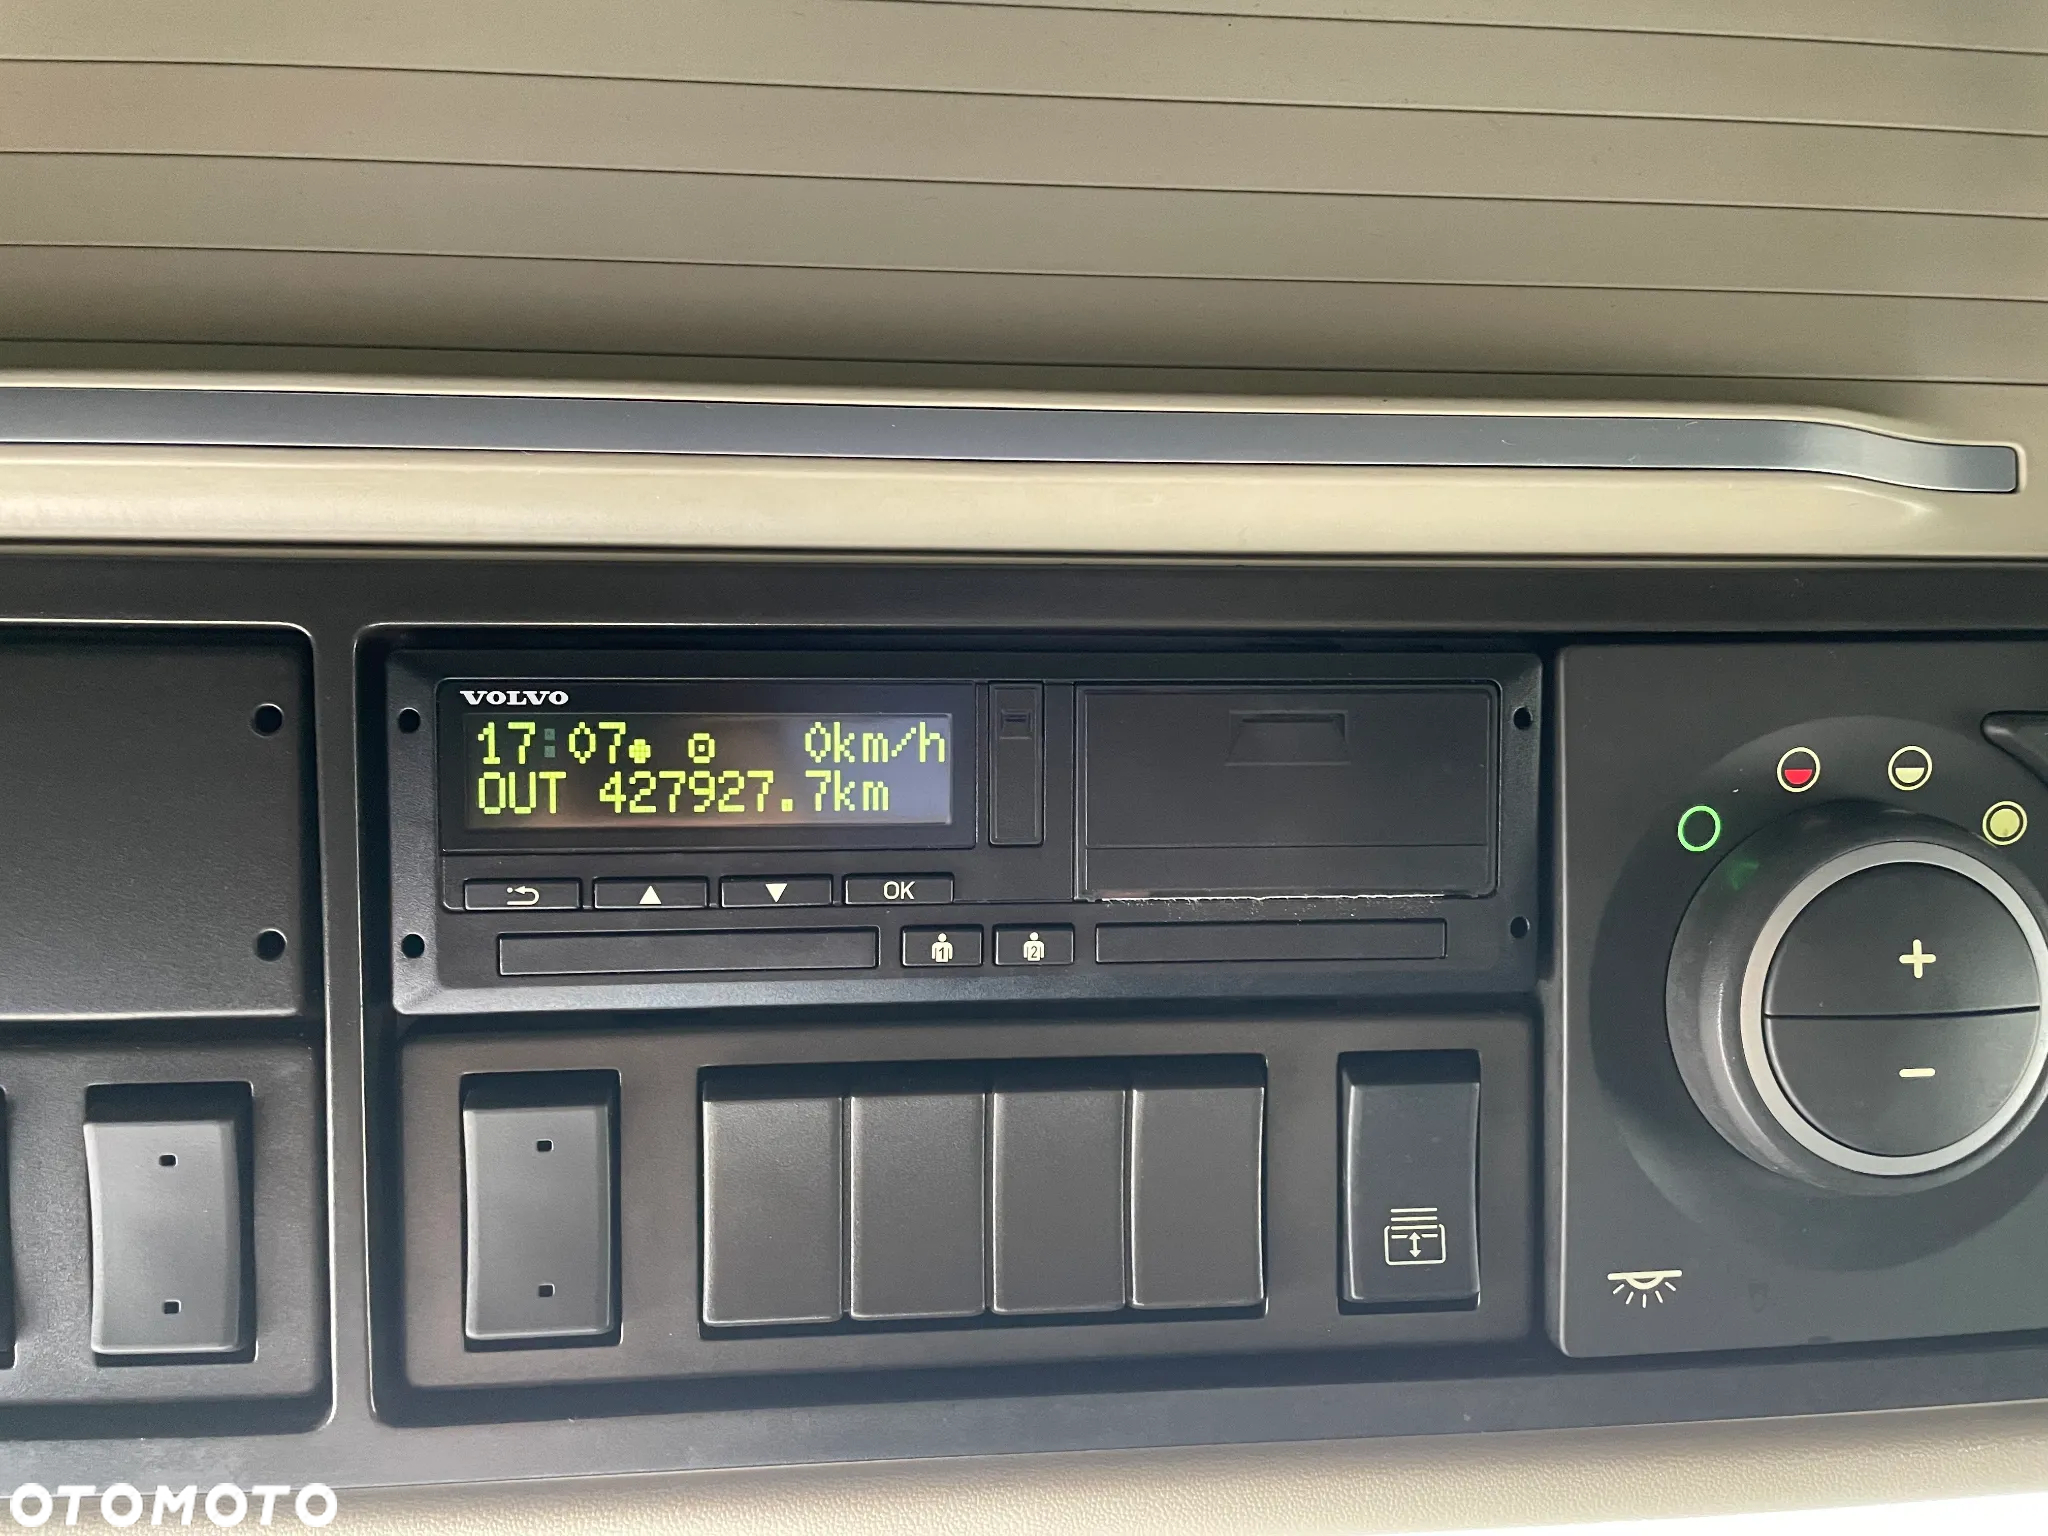 VOLVO
17:07 0km/h
OUT 427927.7km
OK
1 2
+
−
OTOMOTO